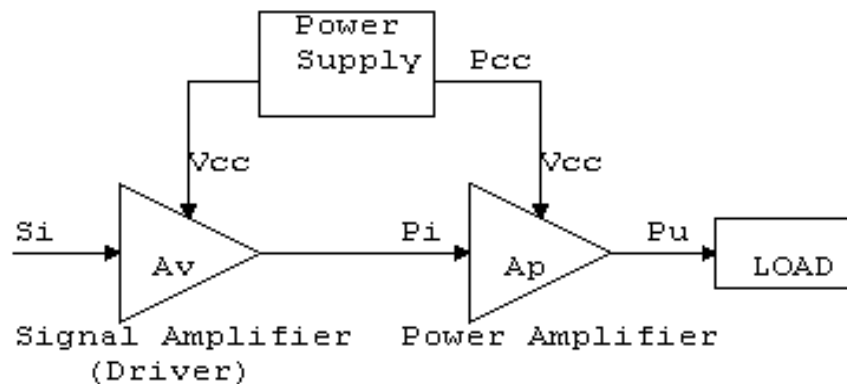 Power
Supply
Pcc
Vcc
Vcc
Si
Pi
Pu
Av
Ap
LOAD
Signal Amplifier
(Driver)
Power Amplifier